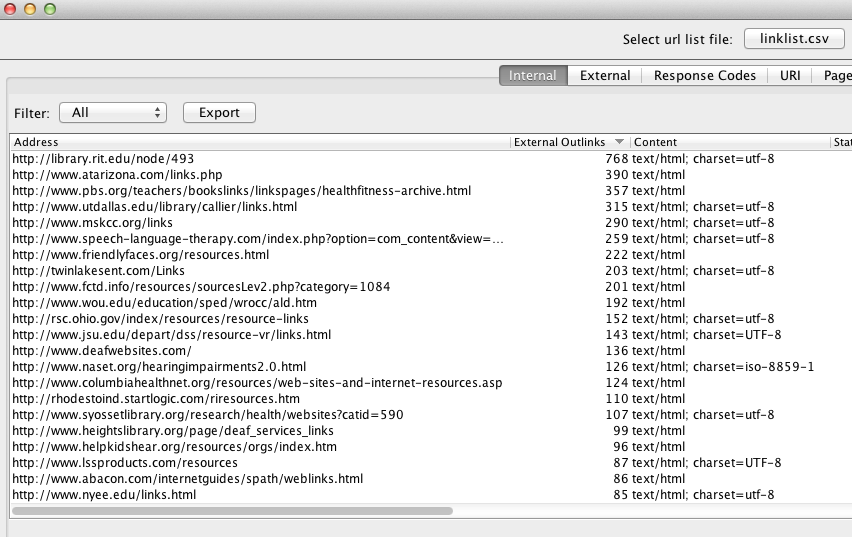 Select url list file: linklist.csv
Internal External Response Codes URI Page
Filter: All Export
Address External Outlinks Content Stat
http://library.rit.edu/node/493 768 text/html; charset=utf-8
http://www.atarizona.com/links.php 390 text/html
http://www.pbs.org/teachers/bookslinks/linkspages/healthfitness-archive.html 357 text/html
http://www.utdallas.edu/library/callier/links.html 315 text/html; charset=utf-8
http://www.mskcc.org/links 290 text/html; charset=utf-8
http://www.speech-language-therapy.com/index.php?option=com_content&view=... 259 text/html; charset=utf-8
http://www.friendlyfaces.org/resources.html 222 text/html
http://twinlakesent.com/Links 203 text/html; charset=utf-8
http://www.fctd.info/resources/sourcesLev2.php?category=1084 201 text/html
http://www.wou.edu/education/sped/wrocc/ald.htm 192 text/html
http://rsc.ohio.gov/index/resources/resource-links 152 text/html; charset=utf-8
http://www.jsu.edu/depart/dss/resource-vr/links.html 143 text/html; charset=UTF-8
http://www.deafwebsites.com/ 136 text/html
http://www.naset.org/hearingimpairments2.0.html 126 text/html; charset=iso-8859-1
http://www.columbiahealthnet.org/resources/web-sites-and-internet-resources.asp 124 text/html
http://rhodestoind.startlogic.com/riresources.htm 110 text/html
http://www.syossetlibrary.org/research/health/websites?catid=590 107 text/html; charset=utf-8
http://www.heightslibrary.org/page/deaf_services_links 99 text/html
http://www.helpkidshear.org/resources/orgs/index.htm 96 text/html
http://www.lssproducts.com/resources 87 text/html; charset=UTF-8
http://www.abacon.com/internetguides/spath/weblinks.html 86 text/html
http://www.nyee.edu/links.html 85 text/html; charset=utf-8